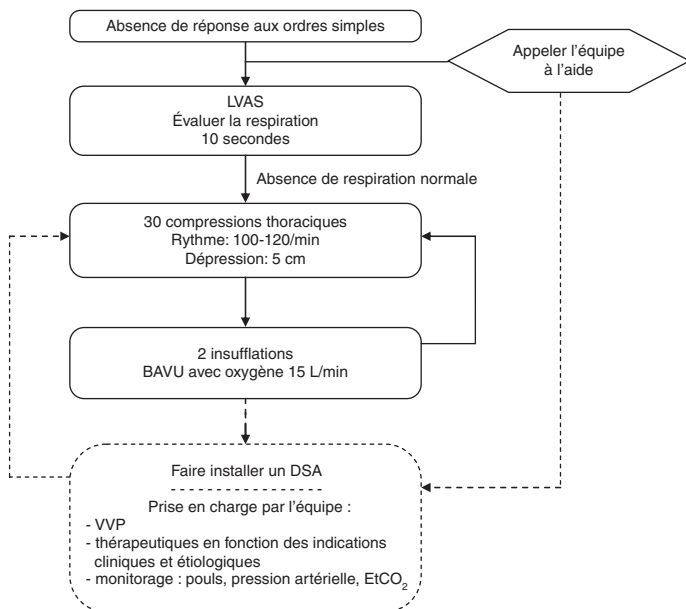 Absence de réponse aux ordres simples
Appeler l’équipe
à l’aide
LVAS
Évaluer la respiration
10 secondes
Absence de respiration normale
30 compressions thoraciques
Rythme: 100-120/min
Dépression: 5 cm
2 insufflations
BAVU avec oxygène 15 L/min
Faire installer un DSA
Prise en charge par l’équipe :
- VVP
- thérapeutiques en fonction des indications
cliniques et étiologiques
- monitorage : pouls, pression artérielle, EtCO₂